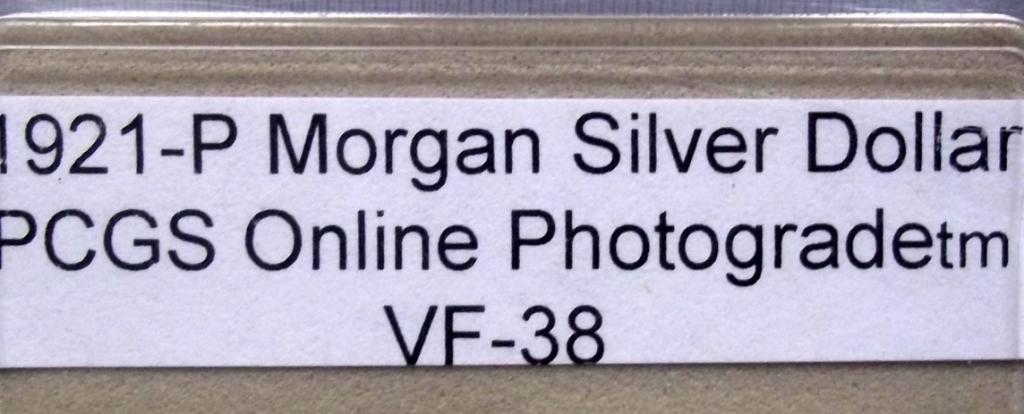 1921-P Morgan Silver Dollar
PCGS Online Photogradetm
VF-38